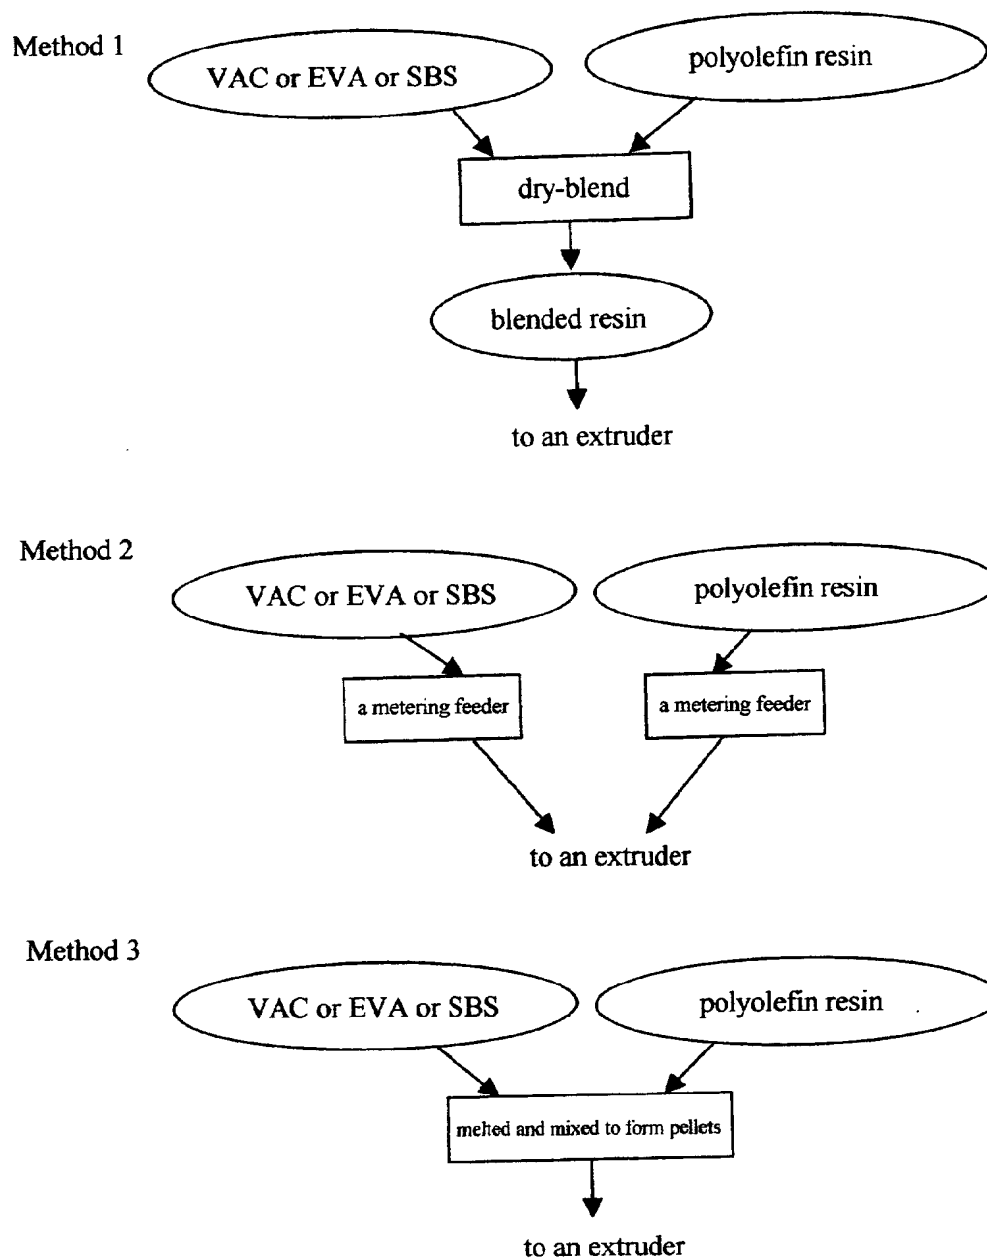 Method 1
VAC or EVA or SBS
polyolefin resin
dry-blend
blended resin
to an extruder
Method 2
VAC or EVA or SBS
polyolefin resin
a metering feeder
a metering feeder
to an extruder
Method 3
VAC or EVA or SBS
polyolefin resin
melted and mixed to form pellets
to an extruder